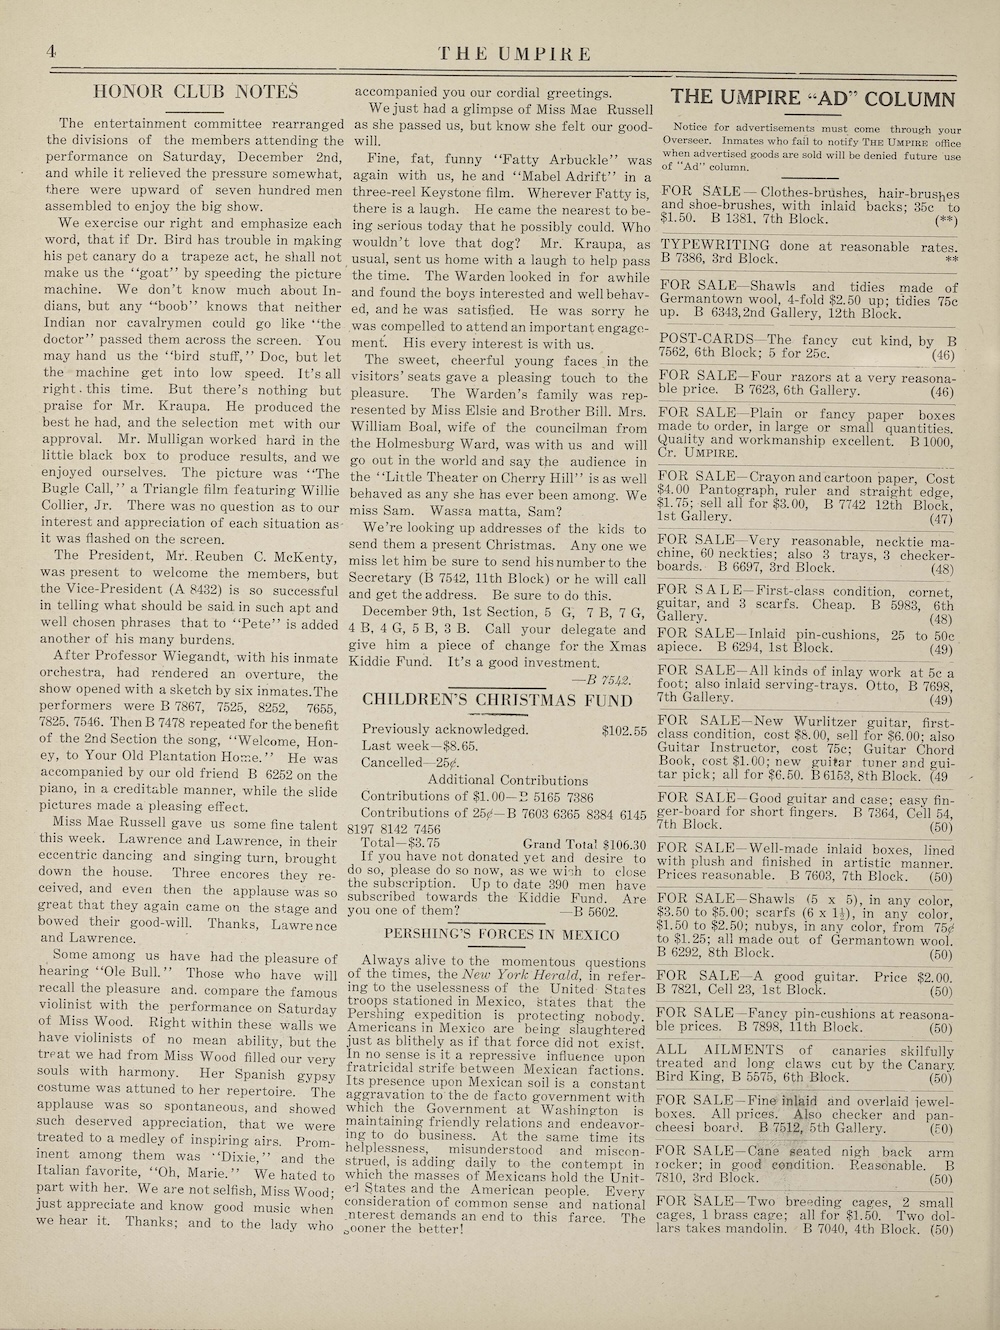 4
THE UMPIRE
HONOR CLUB NOTES
The entertainment committee rearranged
the divisions of the members attending the
performance on Saturday, December 2nd,
and while it relieved the pressure somewhat,
there were upward of seven hundred men
assembled to enjoy the big show.
We exercise our right and emphasize each
word, that if Dr. Bird has trouble in making
his pet canary do a trapeze act, he shall not
make us the "goat" by speeding the picture
machine. We don't know much about In-
dians, but any "boob" knows that neither
Indian nor cavalrymen could go like "the
doctor" passed them across the screen. You
may hand us the "bird stuff," Doc, but let
the machine get into low speed. It's all
right this time. But there's nothing but
praise for Mr. Kraupa. He produced the
best he had, and the selection met with our
approval. Mr. Mulligan worked hard in the
little black box to produce results, and we
enjoyed ourselves. The picture was "The
Bugle Call," a Triangle film featuring Willie
Collier, Jr. There was no question as to our
interest and appreciation of each situation as
it was flashed on the screen.
The President, Mr. Reuben C. McKenty,
was present to welcome the members, but
the Vice-President (A 8432) is so successful
in telling what should be said in such apt and
well chosen phrases that to "Pete" is added
another of his many burdens.
After Professor Wiegandt, with his inmate
orchestra, had rendered an overture, the
show opened with a sketch by six inmates. The
performers were B 7867, 7525, 8252, 7655,
7825, 7546. Then B 7478 repeated for the benefit
of the 2nd Section the song, "Welcome, Hon-
ey, to Your Old Plantation Home." He was
accompanied by our old friend B 6252 on the
piano, in a creditable manner, while the slide
pictures made a pleasing effect.
Miss Mae Russell gave us some fine talent
this week. Lawrence and Lawrence, in their
eccentric dancing and singing turn, brought
down the house. Three encores they re-
ceived, and even then the applause was so
great that they again came on the stage and
bowed their good-will. Thanks, Lawrence
and Lawrence.
Some among us have had the pleasure of
hearing "Ole Bull." Those who have will
recall the pleasure and. compare the famous
violinist with the performance on Saturday
of Miss Wood. Right within these walls we
have violinists of no mean ability, but the
treat we had from Miss Wood filled our very
souls with harmony. Her Spanish gypsy
costume was attuned to her repertoire. The
applause was so spontaneous, and showed
such deserved appreciation, that we were
treated to a medley of inspiring airs. Prom-
inent among them was "Dixie," and the
Italian favorite, "Oh, Marie." We hated to
part with her. We are not selfish, Miss Wood;
just appreciate and know good music when
we hear it. Thanks; and to the lady who
accompanied you our cordial greetings.
We just had a glimpse of Miss Mae Russell
as she passed us, but know she felt our good-
will.
Fine, fat, funny "Fatty Arbuckle" was
again with us, he and "Mabel Adrift" in a
three-reel Keystone film. Wherever Fatty is,
there is a laugh. He came the nearest to be-
ing serious today that he possibly could. Who
wouldn't love that dog? Mr. Kraupa, as
usual, sent us home with a laugh to help pass
the time. The Warden looked in for awhile
and found the boys interested and well behav-
ed, and he was satisfied. He was sorry he
was compelled to attend an important engage-
ment. His every interest is with us.
The sweet, cheerful young faces in the
visitors' seats gave a pleasing touch to the
pleasure. The Warden's family was rep-
resented by Miss Elsie and Brother Bill. Mrs.
William Boal, wife of the councilman from
the Holmesburg Ward, was with us and will
go out in the world and say the audience in
the "Little Theater on Cherry Hill" is as well
behaved as any she has ever been among. We
miss Sam. Wassa matta, Sam?
We're looking up addresses of the kids to
send them a present Christmas. Any one we
miss let him be sure to send his number to the
Secretary (B 7542, 11th Block) or he will call
and get the address. Be sure to do this.
December 9th, 1st Section, 5 G, 7 B, 7 G,
4 B, 4 G, 5 B, 3 B. Call your delegate and
give him a piece of change for the Xmas
Kiddie Fund. It's a good investment.
—B 7542.
CHILDREN'S CHRISTMAS FUND
Previously acknowledged. $102.55
Last week—$8.65.
Cancelled—25¢.
Additional Contributions
Contributions of $1.00—B 5165 7386
Contributions of 25¢—B 7603 6365 8384 6145
8197 8142 7456
Total—$3.75 Grand Total $106.30
If you have not donated yet and desire to
do so, please do so now, as we wish to close
the subscription. Up to date 390 men have
subscribed towards the Kiddie Fund. Are
you one of them? —B 5602.
PERSHING'S FORCES IN MEXICO
Always alive to the momentous questions
of the times, the New York Herald, in refer-
ing to the uselessness of the United States
troops stationed in Mexico, states that the
Pershing expedition is protecting nobody.
Americans in Mexico are being slaughtered
just as blithely as if that force did not exist.
In no sense is it a repressive influence upon
fratricidal strife between Mexican factions.
Its presence upon Mexican soil is a constant
aggravation to the de facto government with
which the Government at Washington is
maintaining friendly relations and endeavor-
ing to do business. At the same time its
helplessness, misunderstood and miscon-
strued, is adding daily to the contempt in
which the masses of Mexicans hold the Unit-
ed States and the American people. Every
consideration of common sense and national
nterest demands an end to this farce. The
sooner the better!
THE UMPIRE "AD" COLUMN
Notice for advertisements must come through your
Overseer. Inmates who fail to notify THE UMPIRE office
when advertised goods are sold will be denied future use
of "Ad" column.
FOR SALE — Clothes-brushes, hair-brushes
and shoe-brushes, with inlaid backs; 35c to
$1.50. B 1381, 7th Block. (**)
TYPEWRITING done at reasonable rates.
B 7386, 3rd Block. **
FOR SALE—Shawls and tidies made of
Germantown wool, 4-fold $2.50 up; tidies 75c
up. B 6343, 2nd Gallery, 12th Block.
POST-CARDS—The fancy cut kind, by B
7562, 6th Block; 5 for 25c. (46)
FOR SALE—Four razors at a very reasona-
ble price. B 7623, 6th Gallery. (46)
FOR SALE—Plain or fancy paper boxes
made to order, in large or small quantities.
Quality and workmanship excellent. B 1000,
Cr. UMPIRE.
FOR SALE—Crayon and cartoon paper, Cost
$4.00 Pantograph, ruler and straight edge,
$1.75; sell all for $3.00, B 7742 12th Block,
1st Gallery. (47)
FOR SALE—Very reasonable, necktie ma-
chine, 60 neckties; also 3 trays, 3 checker-
boards. B 6697, 3rd Block. (48)
FOR SALE—First-class condition, cornet,
guitar, and 3 scarfs. Cheap. B 5983, 6th
Gallery. (48)
FOR SALE—Inlaid pin-cushions, 25 to 50c
apiece. B 6294, 1st Block. (49)
FOR SALE—All kinds of inlay work at 5c a
foot; also inlaid serving-trays. Otto, B 7698,
7th Gallery. (49)
FOR SALE—New Wurlitzer guitar, first-
class condition, cost $8.00, sell for $6.00; also
Guitar Instructor, cost 75c; Guitar Chord
Book, cost $1.00; new guitar tuner and gui-
tar pick; all for $6.50. B 6153, 8th Block. (49
FOR SALE—Good guitar and case; easy fin-
ger-board for short fingers. B 7364, Cell 54,
7th Block. (50)
FOR SALE—Well-made inlaid boxes, lined
with plush and finished in artistic manner.
Prices reasonable. B 7603, 7th Block. (50)
FOR SALE—Shawls (5 x 5), in any color,
$3.50 to $5.00; scarfs (6 x 1½), in any color,
$1.50 to $2.50; nubys, in any color, from 75¢
to $1.25; all made out of Germantown wool.
B 6292, 8th Block. (50)
FOR SALE—A good guitar. Price $2.00.
B 7821, Cell 23, 1st Block. (50)
FOR SALE—Fancy pin-cushions at reasona-
ble prices. B 7898, 11th Block. (50)
ALL AILMENTS of canaries skilfully
treated and long claws cut by the Canary
Bird King, B 5575, 6th Block. (50)
FOR SALE—Fine inlaid and overlaid jewel-
boxes. All prices. Also checker and pan-
cheesi board. B 7512, 5th Gallery. (50)
FOR SALE—Cane seated nigh back arm
rocker; in good condition. Reasonable. B
7810, 3rd Block. (50)
FOR SALE—Two breeding cages, 2 small
cages, 1 brass cage; all for $1.50. Two dol-
lars takes mandolin. B 7040, 4th Block. (50)